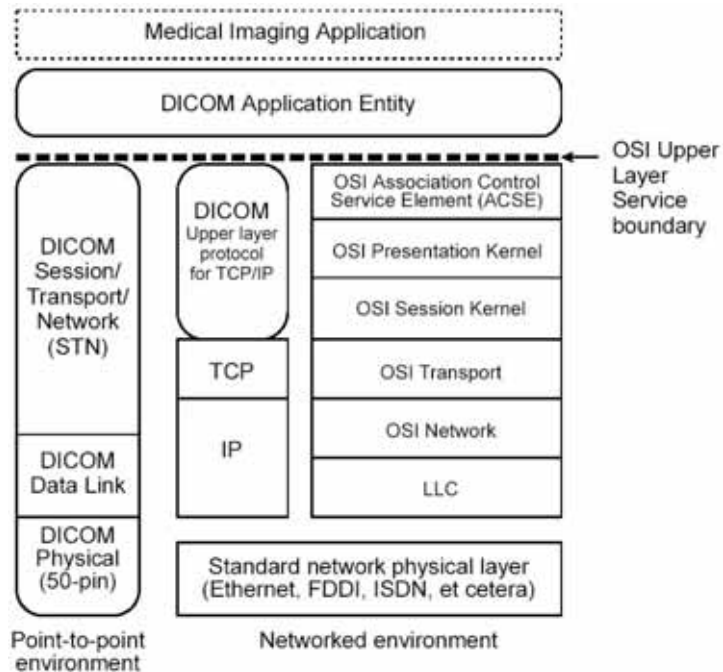 Medical Imaging Application
DICOM Application Entity
OSI Upper
Layer
Service
boundary
DICOM
Session/
Transport/
Network
(STN)
DICOM
Data Link
DICOM
Physical
(50-pin)
DICOM
Upper layer
protocol
for TCP/IP
TCP
IP
OSI Association Control
Service Element (ACSE)
OSI Presentation Kernel
OSI Session Kernel
OSI Transport
OSI Network
LLC
Standard network physical layer
(Ethernet, FDDI, ISDN, et cetera)
Point-to-point
environment
Networked environment